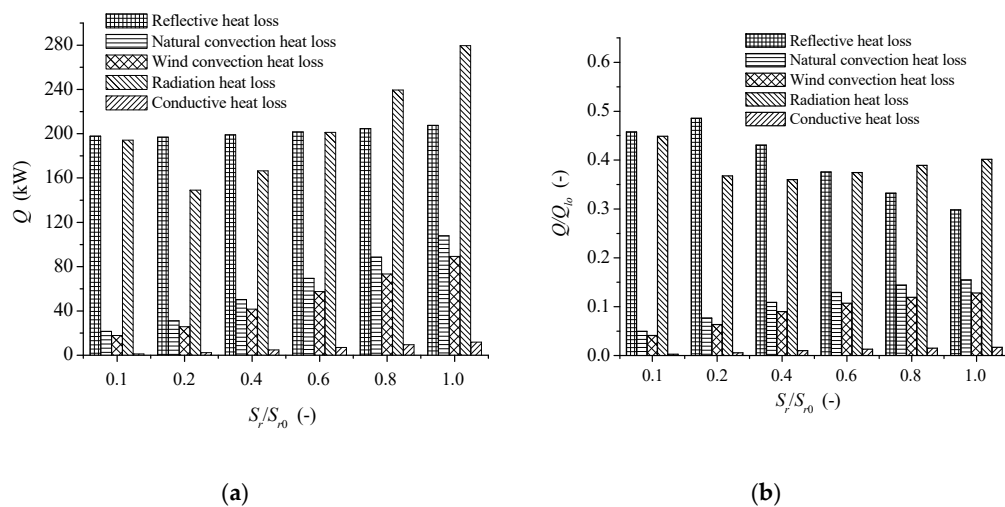 Reflective heat loss
Natural convection heat loss
Wind convection heat loss
Radiation heat loss
Conductive heat loss
280
240
200
160
120
80
40
0
Q (kW)
0.1 0.2 0.4 0.6 0.8 1.0
Sr/Sr0 (-)
(a)
Reflective heat loss
Natural convection heat loss
Wind convection heat loss
Radiation heat loss
Conductive heat loss
0.6
0.5
0.4
0.3
0.2
0.1
0.0
Q/Qlo (-)
0.1 0.2 0.4 0.6 0.8 1.0
Sr/Sr0 (-)
(b)